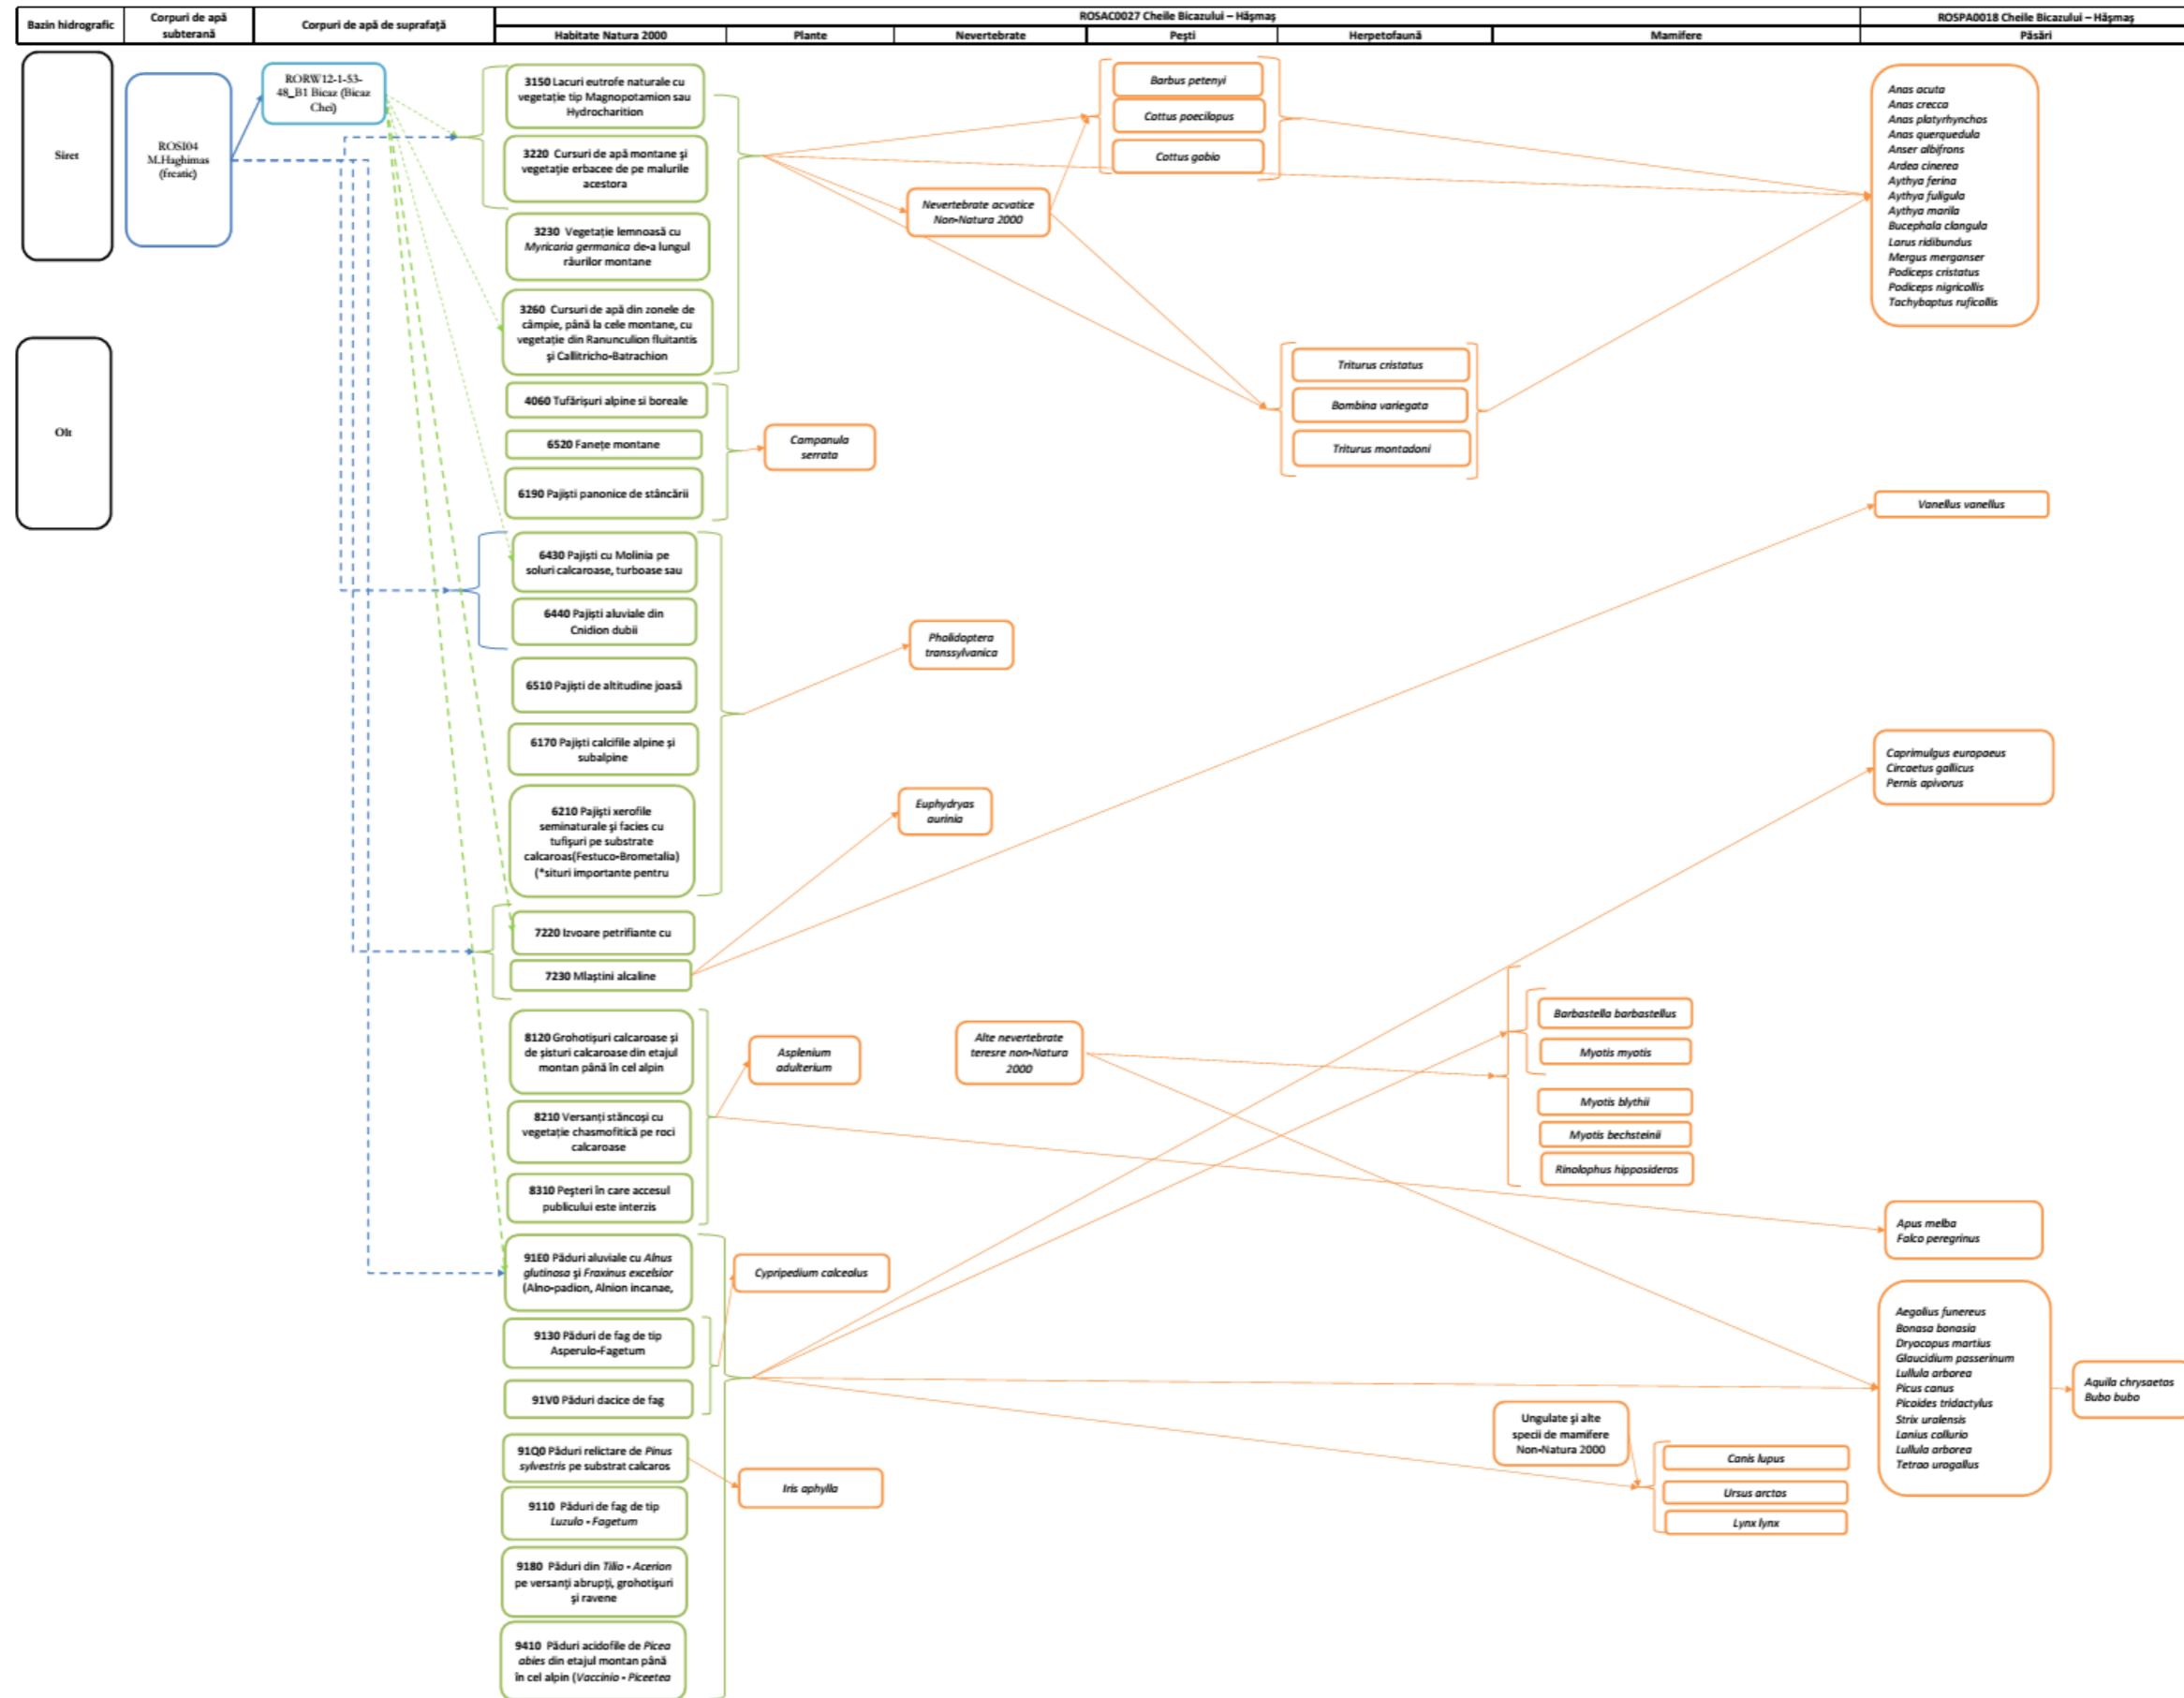 Bazin hidrografic
Corpuri de apă
subterană
Corpuri de apă de suprafață
ROSAC0027 Cheile Bicazului – Hășmaș
ROSPA0018 Cheile Bicazului – Hășmaș
Habitate Natura 2000
Plante
Nevertebrate
Pești
Herpetofaună
Mamifere
Păsări
Siret
Olt
ROSI04
M.Haghimas
(freatic)
RORW12-1-53-
48_B1 Bicaz (Bicaz
Chei)
3150 Lacuri eutrofe naturale cu
vegetație tip Magnopotamion sau
Hydrocharition
3220 Cursuri de apă montane și
vegetație erbacee de pe malurile
acestora
3230 Vegetație lemnoasă cu
Myricaria germanica de-a lungul
râurilor montane
3260 Cursuri de apă din zonele de
câmpie, până la cele montane, cu
vegetație din Ranunculion fluitantis
și Callitricho-Batrachion
4060 Tufărișuri alpine si boreale
6520 Fanețe montane
6190 Pajiști panonice de stâncării
6430 Pajiști cu Molinia pe
soluri calcaroase, turboase sau
6440 Pajiști aluviale din
Cnidion dubii
6510 Pajiști de altitudine joasă
6170 Pajiști calcifile alpine și
subalpine
6210 Pajiști xerofile
seminaturale și facies cu
tufișuri pe substrate
calcaroas(Festuco-Brometalia)
(*situri importante pentru
7220 Izvoare petrifiante cu
7230 Mlaștini alcaline
8120 Grohotișuri calcaroase și
de șisturi calcaroase din etajul
montan până în cel alpin
8210 Versanți stâncoși cu
vegetație chasmofitică pe roci
calcaroase
8310 Peșteri în care accesul
publicului este interzis
91E0 Păduri aluviale cu Alnus
glutinosa și Fraxinus excelsior
(Alno-padion, Alnion incanae,
9130 Păduri de fag de tip
Asperulo-Fagetum
91V0 Păduri dacice de fag
91Q0 Păduri relictare de Pinus
sylvestris pe substrat calcaros
9110 Păduri de fag de tip
Luzulo - Fagetum
9180 Păduri din Tilio - Acerion
pe versanți abrupți, grohotișuri
și ravene
9410 Păduri acidofile de Picea
abies din etajul montan până
în cel alpin (Vaccinio - Piceetea
Campanula
serrata
Asplenium
adulterium
Cypripedium calceolus
Iris aphylla
Nevertebrate acvatice
Non-Natura 2000
Pholidoptera
transsylvanica
Euphydryas
aurinia
Alte nevertebrate
teresre non-Natura
2000
Barbus petenyi
Cottus poecilopus
Cottus gobio
Triturus cristatus
Bombina variegata
Triturus montadoni
Barbastella barbastellus
Myotis myotis
Myotis blythii
Myotis bechsteinii
Rinolophus hipposideros
Ungulate și alte
specii de mamifere
Non-Natura 2000
Canis lupus
Ursus arctos
Lynx lynx
Anas acuta
Anas crecca
Anas platyrhynchos
Anas querquedula
Anser albifrons
Ardea cinerea
Aythya ferina
Aythya fuligula
Aythya marila
Bucephala clangula
Larus ridibundus
Mergus merganser
Podiceps cristatus
Podiceps nigricollis
Tachybaptus ruficollis
Vanellus vanellus
Caprimulgus europaeus
Circaetus gallicus
Pernis apivorus
Apus melba
Falco peregrinus
Aegolius funereus
Bonasa bonasia
Dryocopus martius
Glaucidium passerinum
Lullula arborea
Picus canus
Picoides tridactylus
Strix uralensis
Lanius collurio
Lullula arborea
Tetrao urogallus
Aquila chrysaetos
Bubo bubo